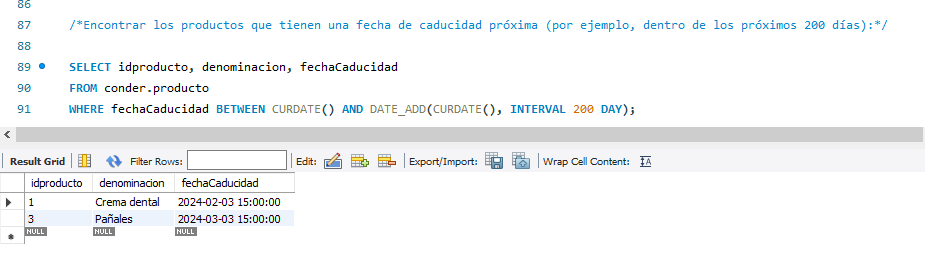 86
87 /*Encontrar los productos que tienen una fecha de caducidad próxima (por ejemplo, dentro de los próximos 200 días):*/
88
89 SELECT idproducto, denominacion, fechaCaducidad
90 FROM conder.producto
91 WHERE fechaCaducidad BETWEEN CURDATE() AND DATE_ADD(CURDATE(), INTERVAL 200 DAY);
Result Grid Filter Rows: Edit: Export/Import: Wrap Cell Content: IA
idproducto denominacion fechaCaducidad
1 Crema dental 2024-02-03 15:00:00
3 Pañales 2024-03-03 15:00:00
NULL NULL NULL